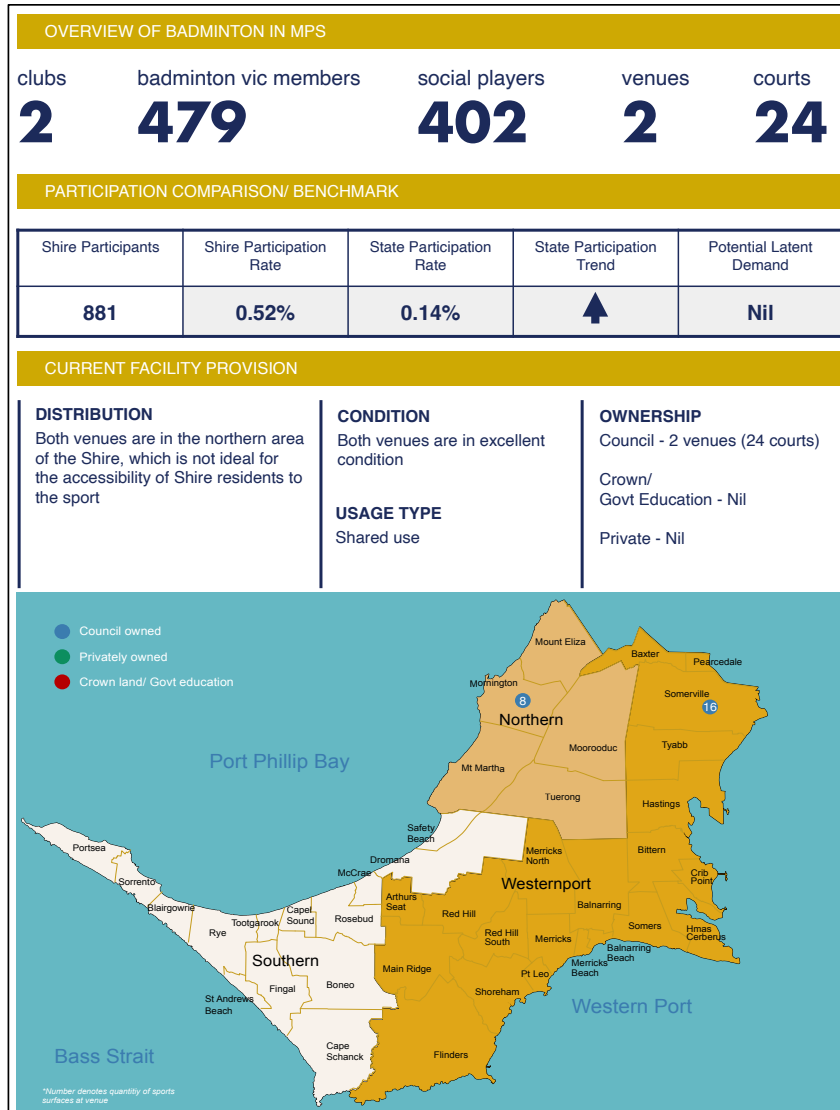 OVERVIEW OF BADMINTON IN MPS
clubs
2
badminton vic members
479
social players
402
venues
2
courts
24
PARTICIPATION COMPARISON/ BENCHMARK
Shire Participants
Shire Participation
Rate
State Participation
Rate
State Participation
Trend
Potential Latent
Demand
881
0.52%
0.14%
Nil
CURRENT FACILITY PROVISION
DISTRIBUTION
Both venues are in the northern area
of the Shire, which is not ideal for
the accessibility of Shire residents to
the sport
CONDITION
Both venues are in excellent
condition
USAGE TYPE
Shared use
OWNERSHIP
Council - 2 venues (24 courts)
Crown/
Govt Education - Nil
Private - Nil
Council owned
Privately owned
Crown land/ Govt education
Mount Eliza
Baxter
Pearcedale
Mornington
8
Northern
Somerville
16
Moorooduc
Tyabb
Port Phillip Bay
Mt Martha
Tuerong
Hastings
Safety
Beach
Portsea
Dromana
Merricks
North
Bittern
McCrae
Sorrento
Crib
Point
Westernport
Arthurs
Seat
Blairgowrie
Capel
Sound
Tootgarook
Rosebud
Red Hill
Balnarring
Rye
Red Hill
South
Merricks
Somers
Hmas
Cerberus
Southern
Balnarring
Beach
Merricks
Beach
Main Ridge
Pt Leo
Fingal
Boneo
Shoreham
St Andrews
Beach
Western Port
Cape
Schanck
Flinders
Bass Strait
*Number denotes quantitiy of sports
surfaces at venue